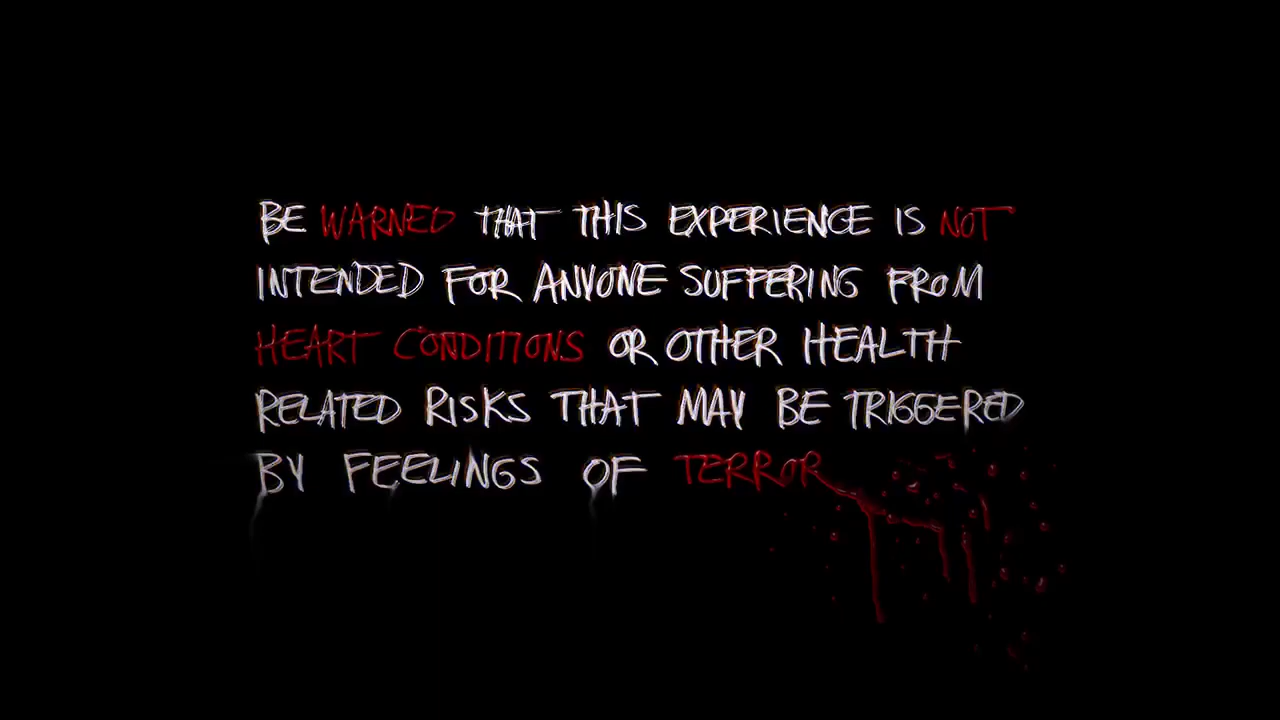 BE WARNED THAT THIS EXPERIENCE IS NOT
INTENDED FOR ANYONE SUFFERING FROM
HEART CONDITIONS OR OTHER HEALTH
RELATED RISKS THAT MAY BE TRIGGERED
BY FEELINGS OF TERROR